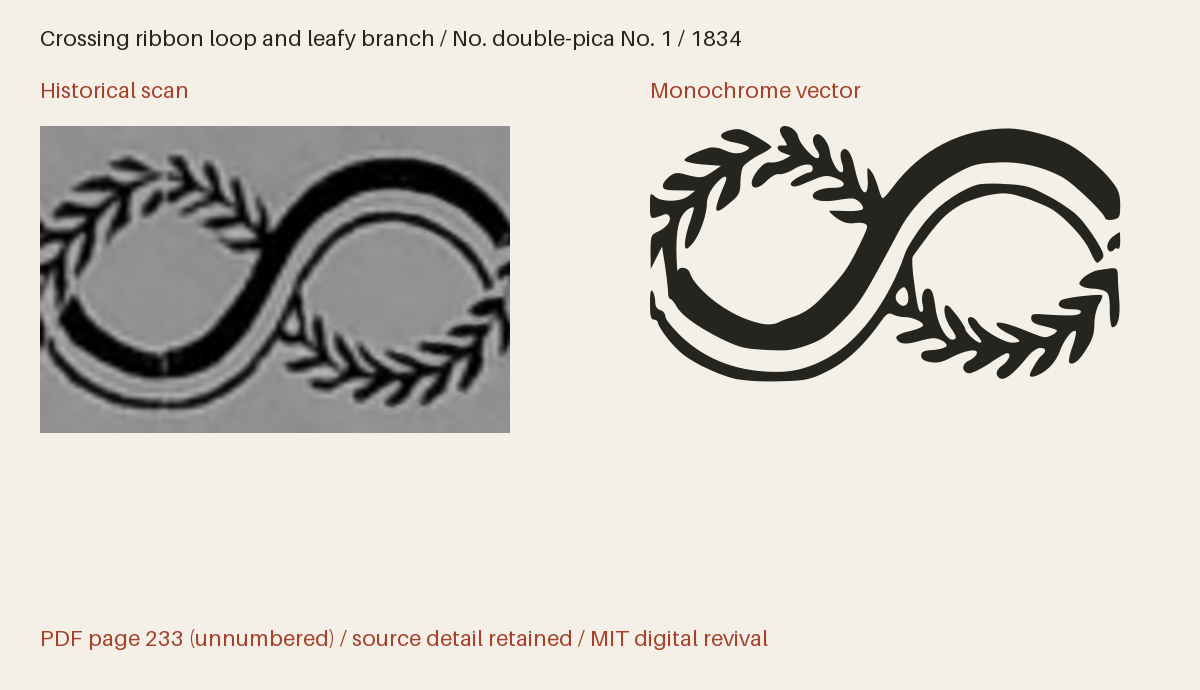 Crossing ribbon loop and leafy branch / No. double-pica No. 1 / 1834
Historical scan
Monochrome vector
PDF page 233 (unnumbered) / source detail retained / MIT digital revival